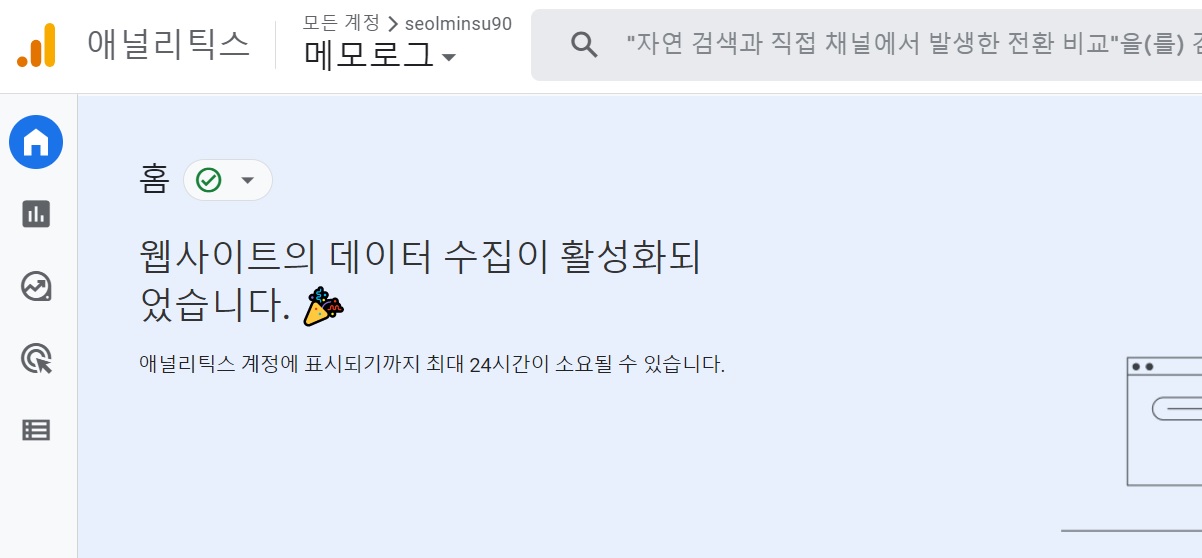 애널리틱스
모든 계정 > seolminsu90
메모로그
"자연 검색과 직접 채널에서 발생한 전환 비교"을(를)
홈
웹사이트의 데이터 수집이 활성화되
었습니다.
애널리틱스 계정에 표시되기까지 최대 24시간이 소요될 수 있습니다.